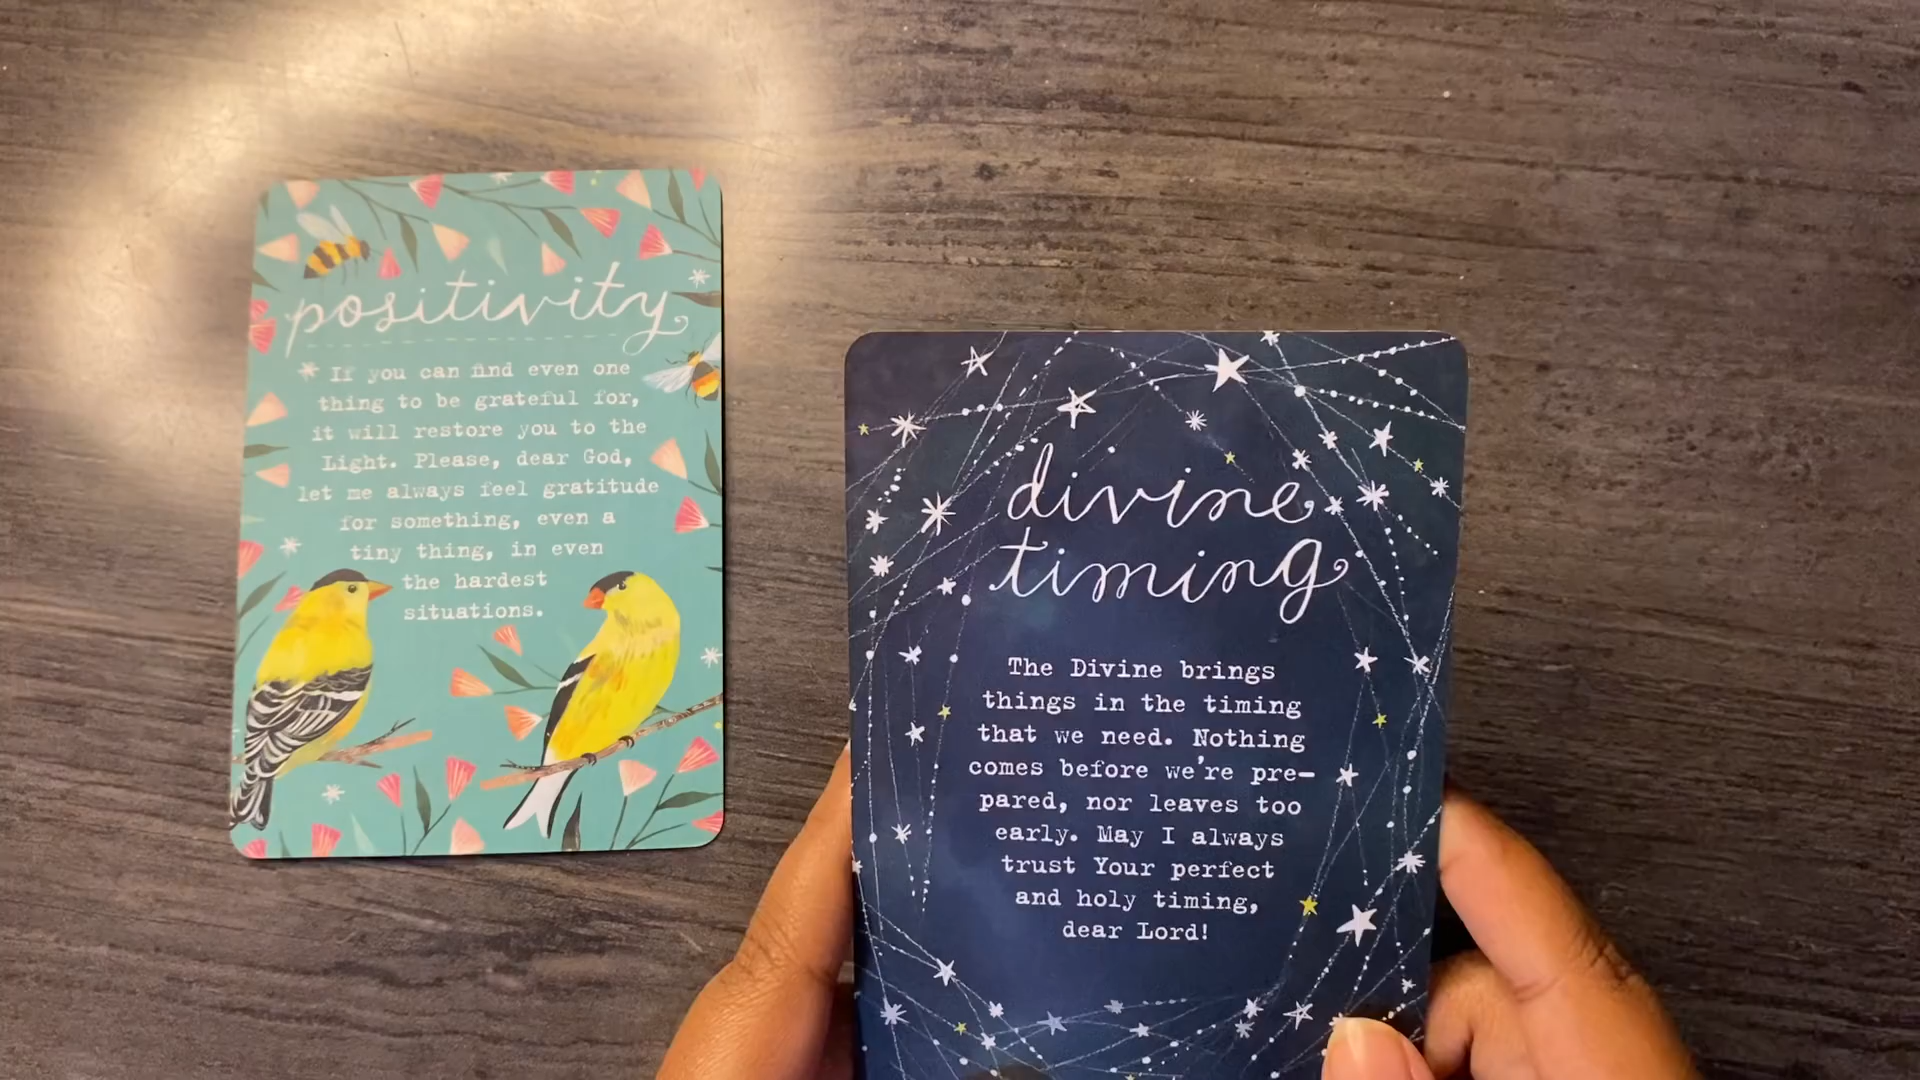 positivity
If you can find even one
thing to be grateful for,
it will restore you to the
Light. Please, dear God,
let me always feel gratitude
for something, even a
tiny thing, in even
the hardest
situations.
divine
timing
The Divine brings
things in the timing
that we need. Nothing
comes before we're pre–
pared, nor leaves too
early. May I always
trust Your perfect
and holy timing,
dear Lord!